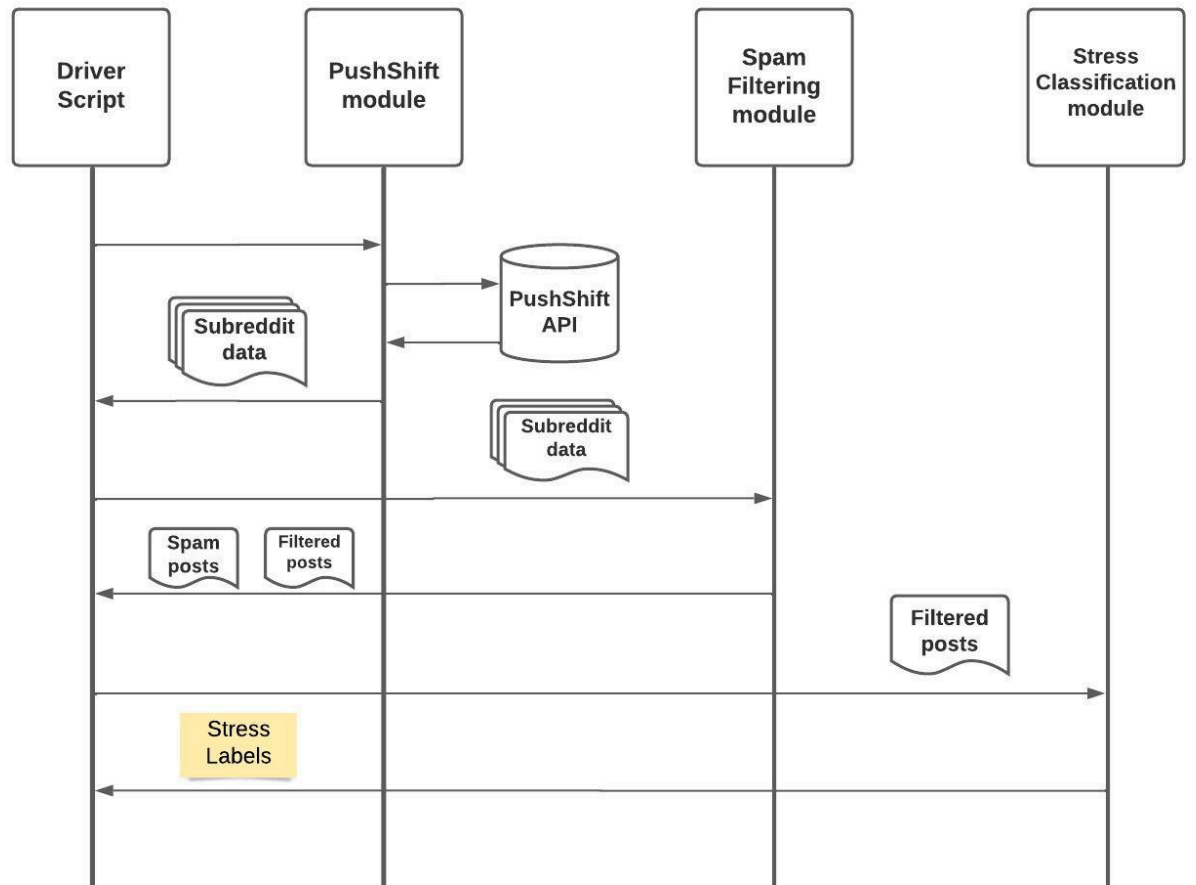 Driver
Script
PushShift
module
Spam
Filtering
module
Stress
Classification
module
PushShift
API
Subreddit
data
Subreddit
data
Spam
posts
Filtered
posts
Filtered
posts
Stress
Labels